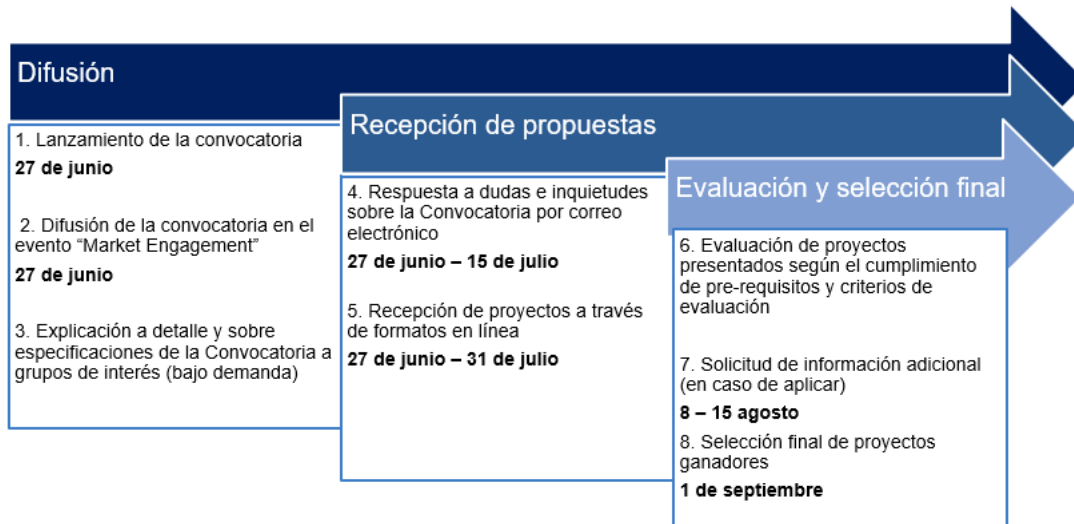 Difusión
1. Lanzamiento de la convocatoria
27 de junio
2. Difusión de la convocatoria en el
evento “Market Engagement”
27 de junio
3. Explicación a detalle y sobre
especificaciones de la Convocatoria a
grupos de interés (bajo demanda)
Recepción de propuestas
4. Respuesta a dudas e inquietudes
sobre la Convocatoria por correo
electrónico
27 de junio – 15 de julio
5. Recepción de proyectos a través
de formatos en línea
27 de junio – 31 de julio
Evaluación y selección final
6. Evaluación de proyectos
presentados según el cumplimiento
de pre-requisitos y criterios de
evaluación
7. Solicitud de información adicional
(en caso de aplicar)
8 – 15 agosto
8. Selección final de proyectos
ganadores
1 de septiembre